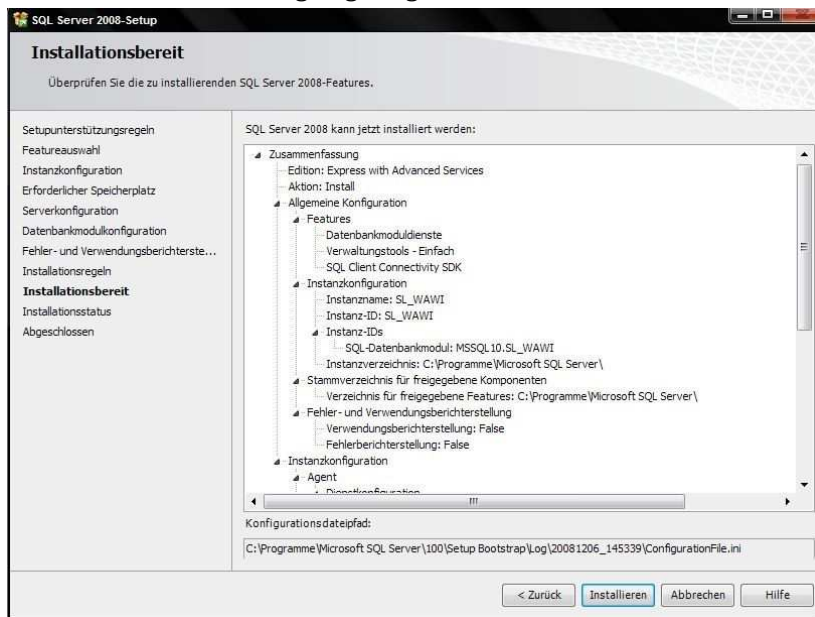 SQL Server 2008-Setup
Installationsbereit
Überprüfen Sie die zu installierenden SQL Server 2008-Features.
Setupunterstützungsregeln
Featureauswahl
Instanzkonfiguration
Erforderlicher Speicherplatz
Serverkonfiguration
Datenbankmodulkonfiguration
Fehler- und Verwendungsberichterste...
Installationsregeln
Installationsbereit
Installationsstatus
Abgeschlossen
SQL Server 2008 kann jetzt installiert werden:
Zusammenfassung
Edition: Express with Advanced Services
Aktion: Install
Allgemeine Konfiguration
Features
Datenbankmoduldienste
Verwaltungstools - Einfach
SQL Client Connectivity SDK
Instanzkonfiguration
Instanzname: SL_WAWI
Instanz-ID: SL_WAWI
Instanz-IDs
SQL-Datenbankmodul: MSSQL10.SL_WAWI
Instanzverzeichnis: C:\Programme\Microsoft SQL Server\
Stammverzeichnis für freigegebene Komponenten
Verzeichnis für freigegebene Features: C:\Programme\Microsoft SQL Server\
Fehler- und Verwendungsberichterstellung
Verwendungsberichterstellung: False
Fehlerberichterstellung: False
Instanzkonfiguration
Agent
Dienstkonfiguration
Konfigurationsdateipfad:
C:\Programme\Microsoft SQL Server\100\Setup Bootstrap\Log\20081206_145339\ConfigurationFile.ini
< Zurück
Installieren
Abbrechen
Hilfe